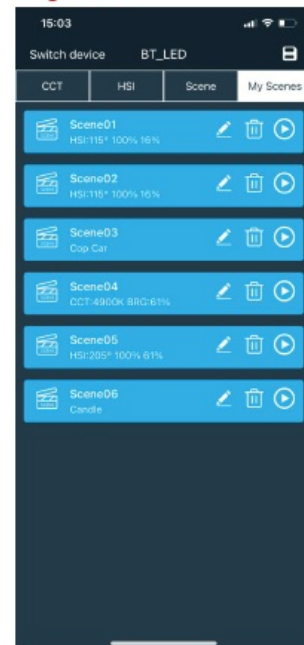 15:03
Switch device BT_LED
CCT HSI Scene My Scenes
Scene01
HSI:115° 100% 16%
Scene02
HSI:115° 100% 16%
Scene03
Cop Car
Scene04
CCT:4900K BRG:61%
Scene05
HSI:205° 100% 61%
Scene06
Candle